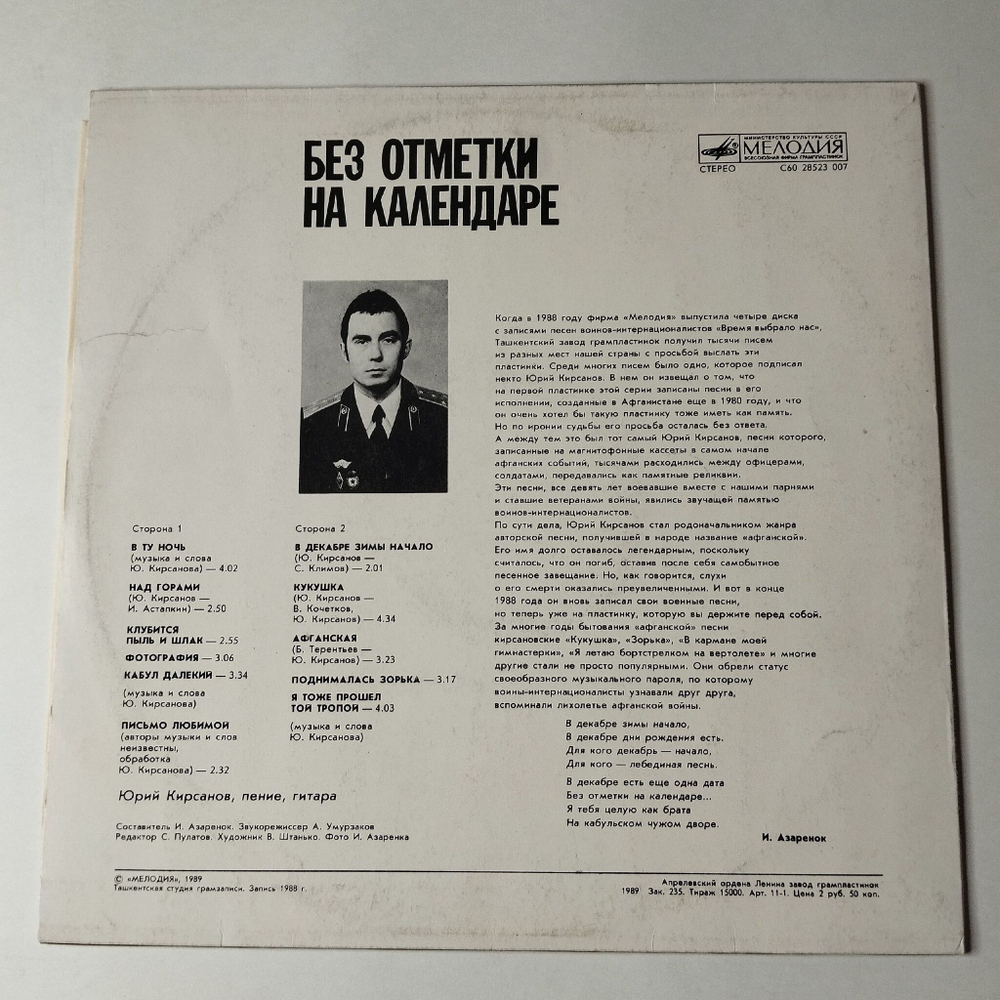 БЕЗ ОТМЕТКИ
НА КАЛЕНДАРЕ
МИНИСТЕРСТВО КУЛЬТУРЫ СССР
МЕЛОДИЯ
ВСЕСОЮЗНАЯ ФИРМА ГРАМПЛАСТИНОК
СТЕРЕО С60 28523 007
Когда в 1988 году фирма «Мелодия» выпустила четыре диска
с записями песен воинов-интернационалистов «Время выбрало нас»,
Ташкентский завод грампластинок получил тысячи писем
из разных мест нашей страны с просьбой выслать эти
пластинки. Среди многих писем было одно, которое подписал
некто Юрий Кирсанов. В нем он извещал о том, что
на первой пластинке этой серии записаны песни в его
исполнении, созданные в Афганистане еще в 1980 году, и что
он очень хотел бы такую пластинку тоже иметь как память.
Но по иронии судьбы его просьба осталась без ответа.
А между тем это был тот самый Юрий Кирсанов, песни которого,
записанные на магнитофонные кассеты в самом начале
афганских событий, тысячами расходились между офицерами,
солдатами, передавались как памятные реликвии.
Эти песни, все девять лет воевавшие вместе с нашими парнями
и ставшие ветеранами войны, явились звучащей памятью
воинов-интернационалистов.
По сути дела, Юрий Кирсанов стал родоначальником жанра
авторской песни, получившей в народе название «афганской».
Его имя долго оставалось легендарным, поскольку
считалось, что он погиб, оставив после себя самобытное
песенное завещание. Но, как говорится, слухи
о его смерти оказались преувеличенными. И вот в конце
1988 года он вновь записал свои военные песни,
но теперь уже на пластинку, которую вы держите перед собой.
За многие годы бытования «афганской» песни
кирсановские «Кукушка», «Зорька», «В кармане моей
гимнастерки», «Я летаю бортстрелком на вертолете» и многие
другие стали не просто популярными. Они обрели статус
своеобразного музыкального пароля, по которому
воины-интернационалисты узнавали друг друга,
вспоминали лихолетье афганской войны.
В декабре зимы начало,
В декабре дни рождения есть.
Для кого декабрь — начало,
Для кого — лебединая песнь.
В декабре есть еще одна дата
Без отметки на календаре...
Я тебя целую как брата
На кабульском чужом дворе.
И. Азаренок
Сторона 1
В ТУ НОЧЬ
(музыка и слова
Ю. Кирсанова) — 4.02
НАД ГОРАМИ
(Ю. Кирсанов —
И. Астапкин) — 2.50
КЛУБИТСЯ
ПЫЛЬ И ШЛАК — 2.55
ФОТОГРАФИЯ — 3.06
КАБУЛ ДАЛЕКИЙ — 3.34
(музыка и слова
Ю. Кирсанова)
ПИСЬМО ЛЮБИМОЙ
(авторы музыки и слов
неизвестны,
обработка
Ю. Кирсанова) — 2.32
Сторона 2
В ДЕКАБРЕ ЗИМЫ НАЧАЛО
(Ю. Кирсанов —
С. Климов) — 2.01
КУКУШКА
(Ю. Кирсанов —
В. Кочетков,
Ю. Кирсанов) — 4.34
АФГАНСКАЯ
(Б. Терентьев —
Ю. Кирсанов) — 3.23
ПОДНИМАЛАСЬ ЗОРЬКА — 3.17
Я ТОЖЕ ПРОШЕЛ
ТОЙ ТРОПОЙ — 4.03
(музыка и слова
Ю. Кирсанова)
Юрий Кирсанов, пение, гитара
Составитель И. Азаренок. Звукорежиссер А. Умурзаков
Редактор С. Пулатов. Художник В. Штанько. Фото И. Азаренка
© «МЕЛОДИЯ», 1989
Ташкентская студия грамзаписи. Запись 1988 г.
Апрелевский ордена Ленина завод грампластинок
1989 Зак. 235. Тираж 15000. Арт. 11-1. Цена 2 руб. 50 коп.